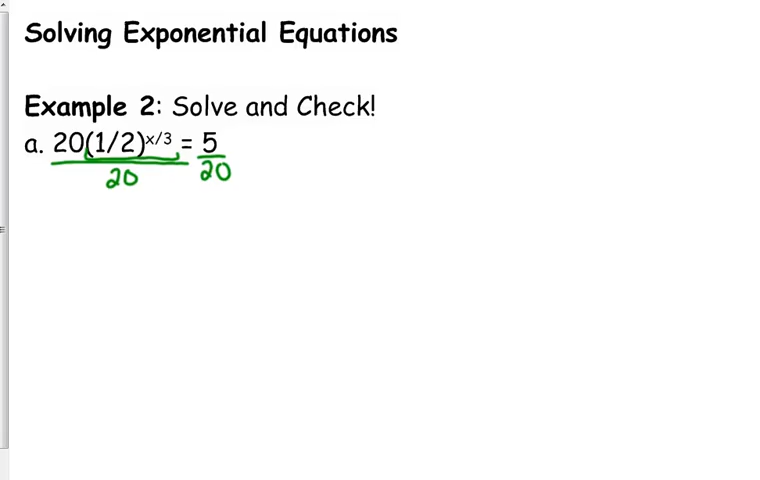 Solving Exponential Equations
Example 2: Solve and Check!
a. 20(1/2)^x/3 = 5
20 20